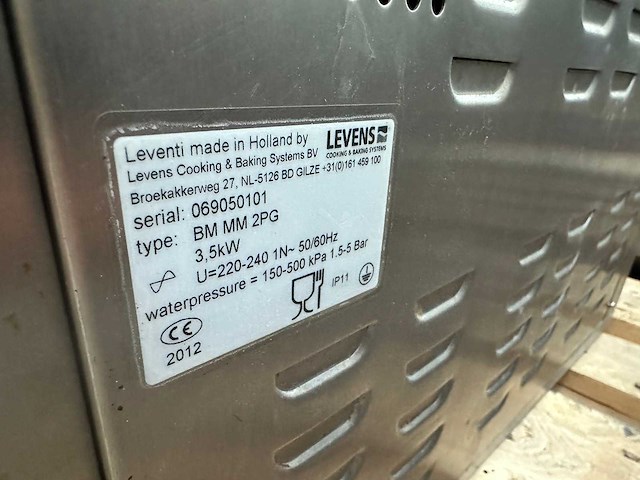 Leventi made in Holland by
LEVENS
COOKING & BAKING SYSTEMS
Levens Cooking & Baking Systems BV
Broekakkerweg 27, NL-5126 BD GILZE +31(0)161 459 100
serial: 069050101
type: BM MM 2PG
3,5kW
U=220-240 1N~ 50/60Hz
waterpressure = 150-500 kPa 1.5-5 Bar
IP11
CE
2012